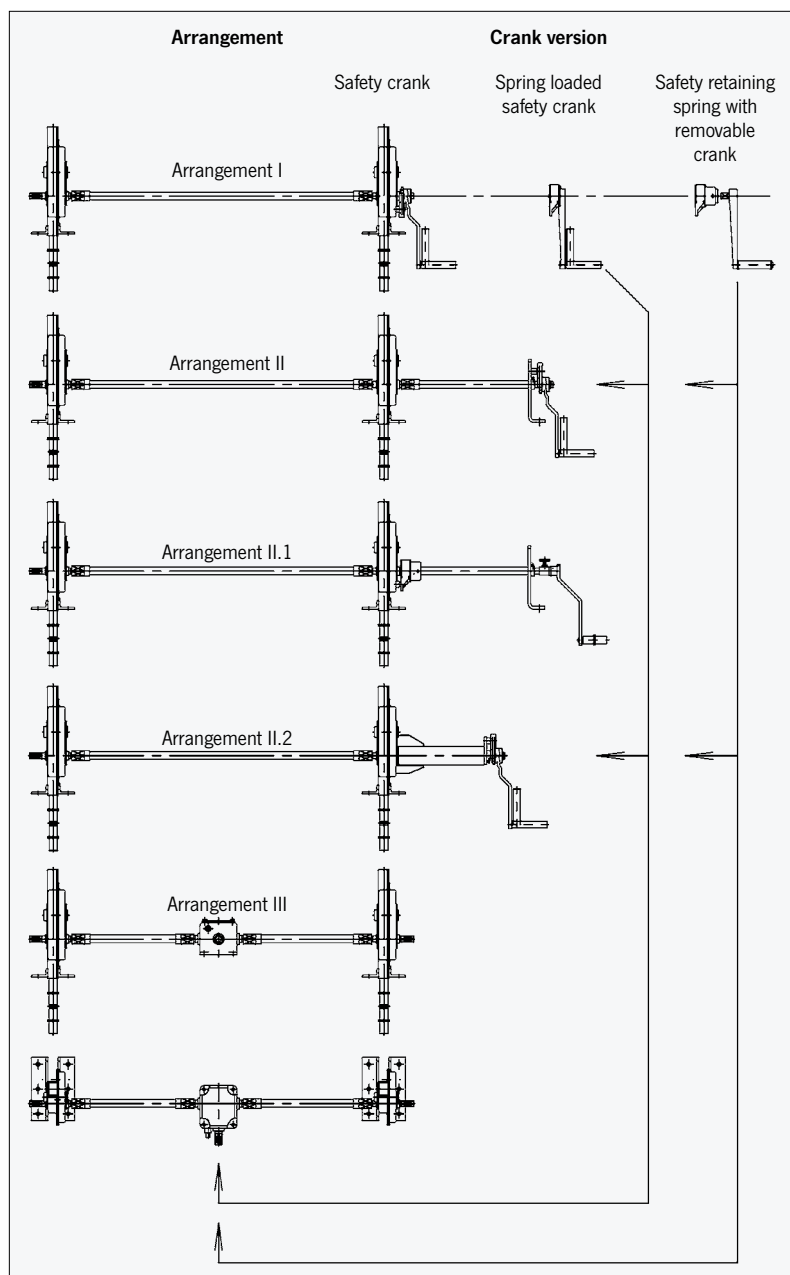 Arrangement
Crank version
Safety crank
Spring loaded
safety crank
Safety retaining
spring with
removable
crank
Arrangement I
Arrangement II
Arrangement II.1
Arrangement II.2
Arrangement III